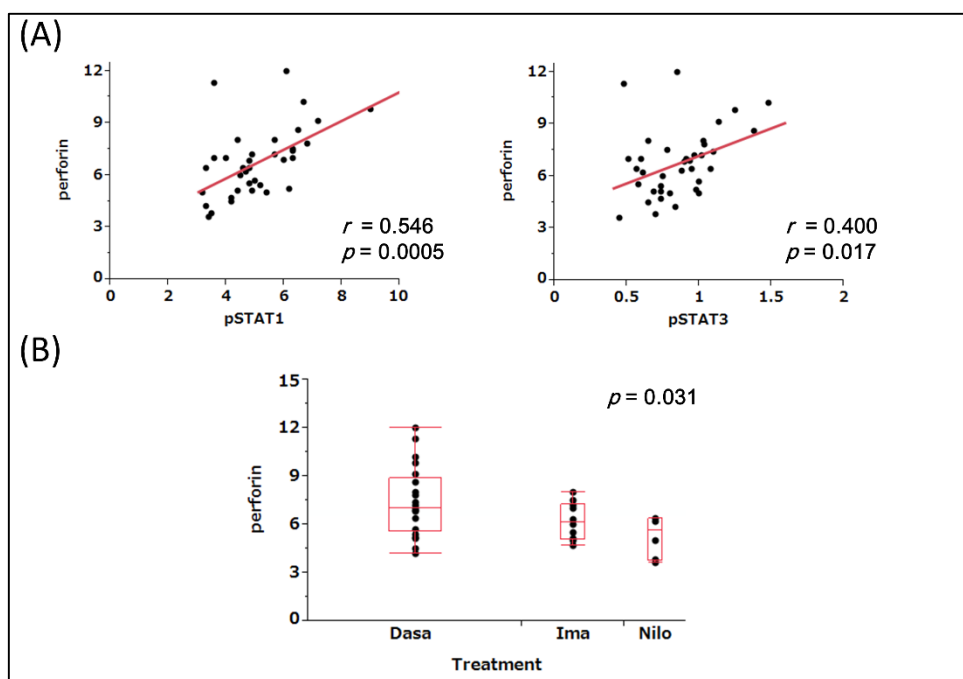 (A)
perforin
12
9
6
3
0
0 2 4 6 8 10
pSTAT1
r = 0.546
p = 0.0005
perforin
12
9
6
3
0
0 0.5 1 1.5 2
pSTAT3
r = 0.400
p = 0.017
(B)
perforin
15
12
9
6
3
0
p = 0.031
Dasa Ima Nilo
Treatment